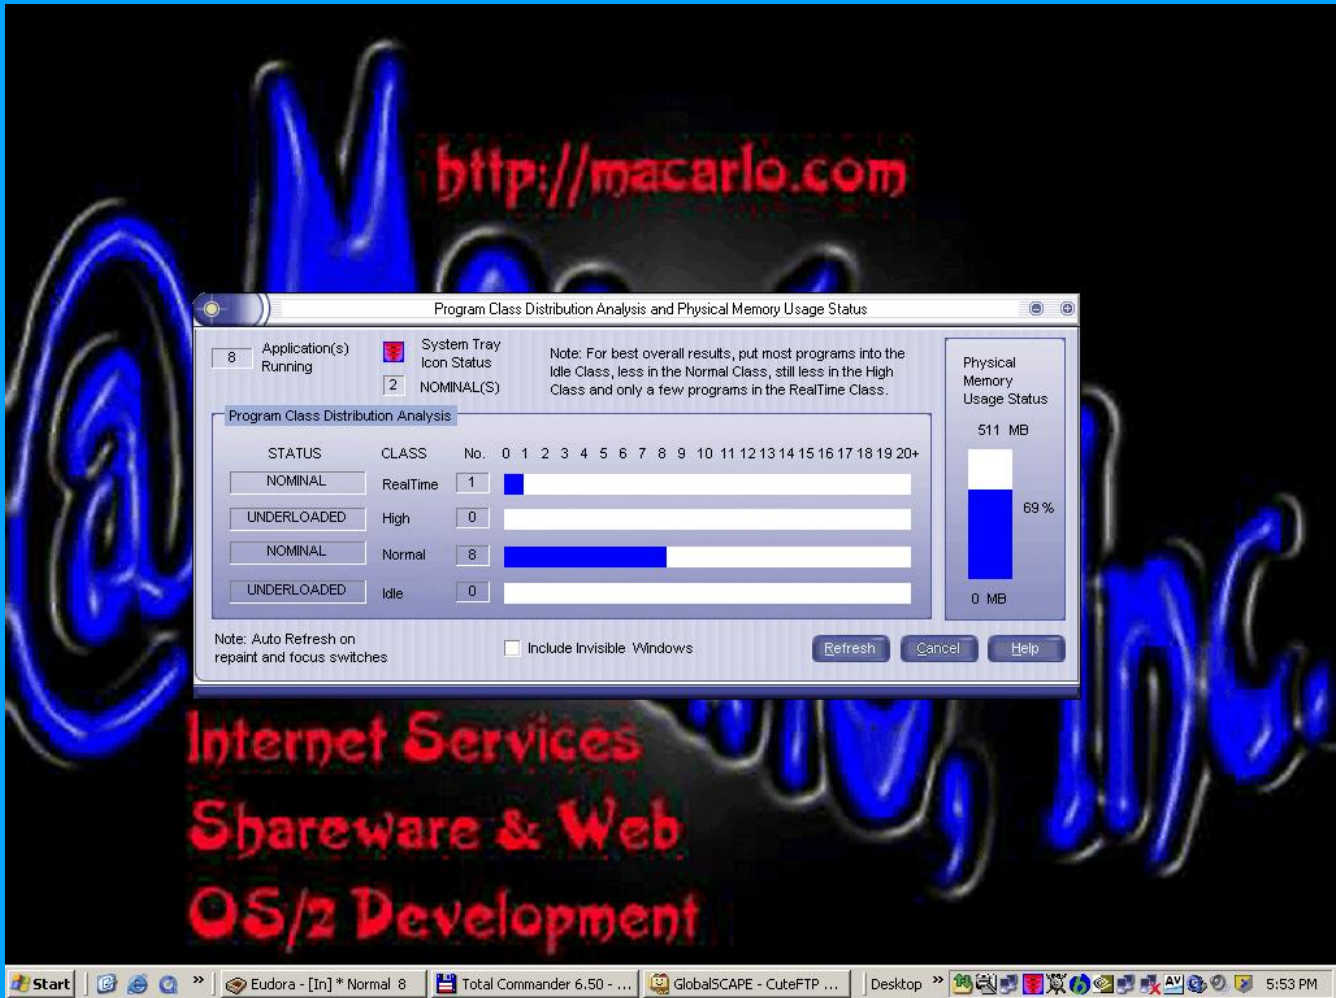 http://macarlo.com
Program Class Distribution Analysis and Physical Memory Usage Status
8
Application(s)
Running
System Tray
Icon Status
2 NOMINAL(S)
Note: For best overall results, put most programs into the
Idle Class, less in the Normal Class, still less in the High
Class and only a few programs in the RealTime Class.
Physical
Memory
Usage Status
511 MB
69 %
0 MB
Program Class Distribution Analysis
STATUS CLASS No. 0 1 2 3 4 5 6 7 8 9 10 11 12 13 14 15 16 17 18 19 20+
NOMINAL RealTime 1
UNDERLOADED High 0
NOMINAL Normal 8
UNDERLOADED Idle 0
Note: Auto Refresh on
repaint and focus switches
Include Invisible Windows
Refresh Cancel Help
Inc.
Internet Services
Shareware & Web
OS/2 Development
Start » Eudora - [In] * Normal 8 Total Commander 6.50 - ... GlobalSCAPE - CuteFTP ... Desktop » AV 5:53 PM